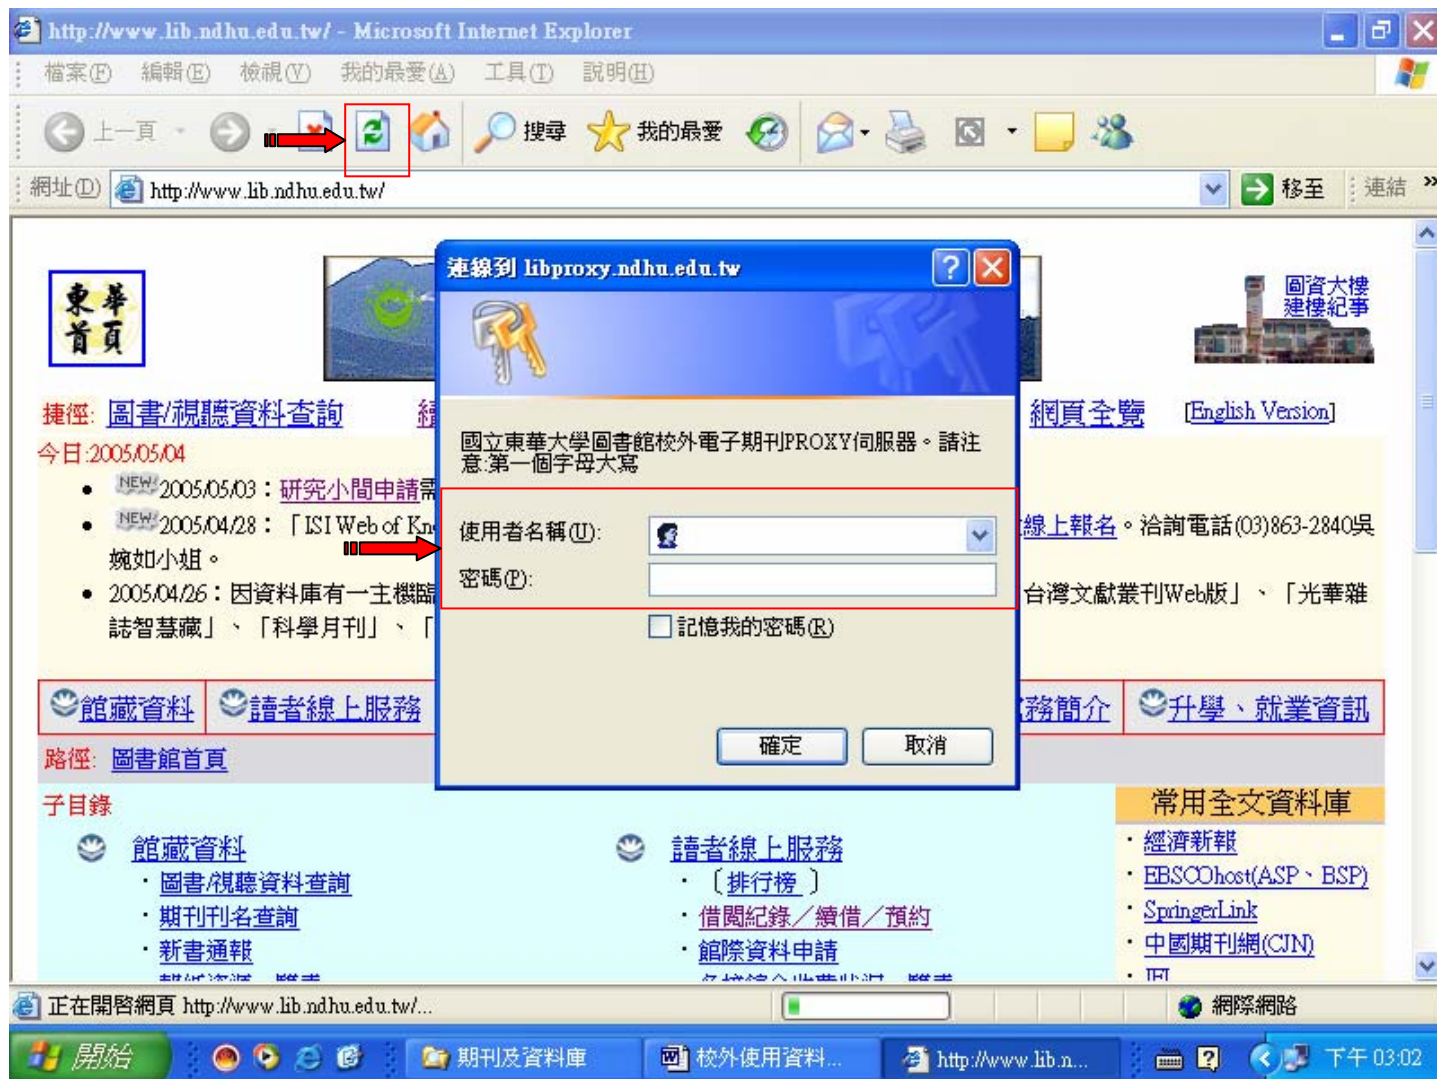 http://www.lib.ndhu.edu.tw/ - Microsoft Internet Explorer
檔案(F) 編輯(E) 檢視(V) 我的最愛(A) 工具(T) 說明(H)
上一頁 搜尋 我的最愛
網址(D) http://www.lib.ndhu.edu.tw/ 移至 連結 »
東華
首頁
圖資大樓
建樓紀事
連線到 libproxy.ndhu.edu.tw
國立東華大學圖書館校外電子期刊PROXY伺服器。請注
意:第一個字母大寫
使用者名稱(U):
密碼(P):
記憶我的密碼(R)
確定 取消
捷徑: 圖書/視聽資料查詢 網頁全覽 [English Version]
今日:2005/05/04
NEW 2005/05/03：研究小間申請需
NEW 2005/04/28：「ISI Web of Kn 線上報名。洽詢電話(03)863-2840吳
婉如小姐。
2005/04/26：因資料庫有一主機臨 台灣文獻叢刊Web版」、「光華雜
誌智慧藏」、「科學月刊」、「
館藏資料 讀者線上服務 務簡介 升學、就業資訊
路徑: 圖書館首頁
子目錄
館藏資料
・圖書/視聽資料查詢
・期刊刊名查詢
・新書通報
讀者線上服務
・〔排行榜〕
・借閱紀錄／續借／預約
・館際資料申請
常用全文資料庫
・經濟新報
・EBSCOhost(ASP、BSP)
・SpringerLink
・中國期刊網(CJN)
正在開啓網頁 http://www.lib.ndhu.edu.tw/... 網際網路
開始 期刊及資料庫 校外使用資料... http://www.lib.n... 下午 03:02